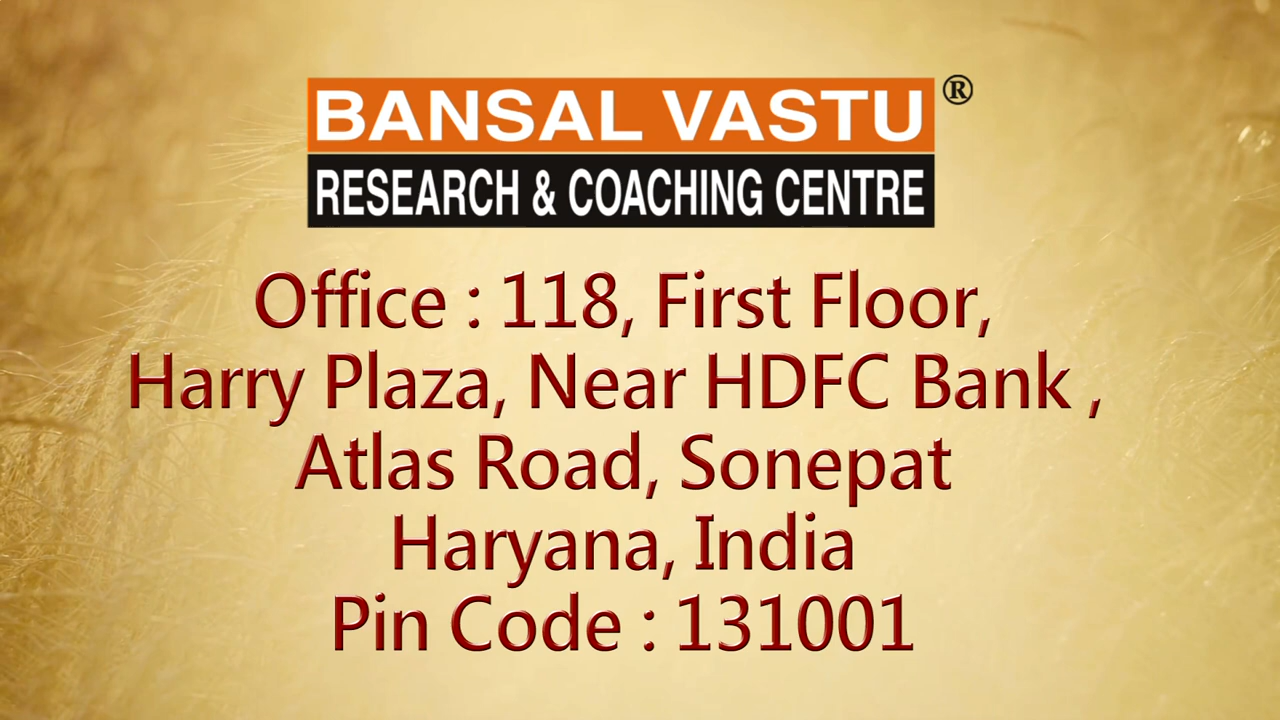 BANSAL VASTU ®
RESEARCH & COACHING CENTRE
Office : 118, First Floor,
Harry Plaza, Near HDFC Bank ,
Atlas Road, Sonepat
Haryana, India
Pin Code : 131001